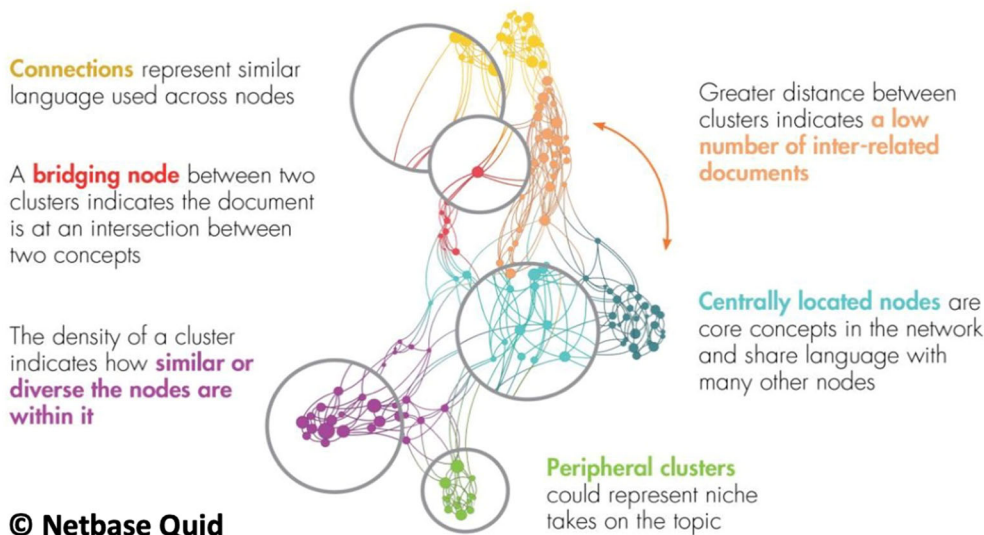 Connections represent similar
language used across nodes
A bridging node between two
clusters indicates the document
is at an intersection between
two concepts
The density of a cluster
indicates how similar or
diverse the nodes are
within it
© Netbase Quid
Greater distance between
clusters indicates a low
number of inter-related
documents
Centrally located nodes are
core concepts in the network
and share language with
many other nodes
Peripheral clusters
could represent niche
takes on the topic